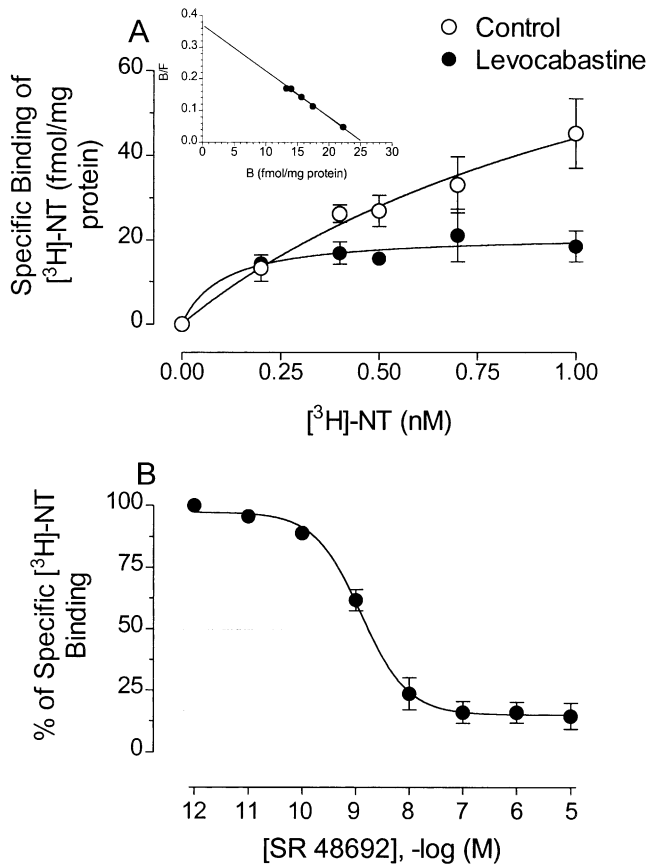 A
Control
Levocabastine
B/F
0.4
0.3
0.2
0.1
0.0
0 5 10 15 20 25 30
B (fmol/mg protein)
Specific Binding of
[³H]-NT (fmol/mg
protein)
60
40
20
0
0.00 0.25 0.50 0.75 1.00
[³H]-NT (nM)
B
% of Specific [³H]-NT
Binding
100
75
50
25
0
12 11 10 9 8 7 6 5
[SR 48692], -log (M)